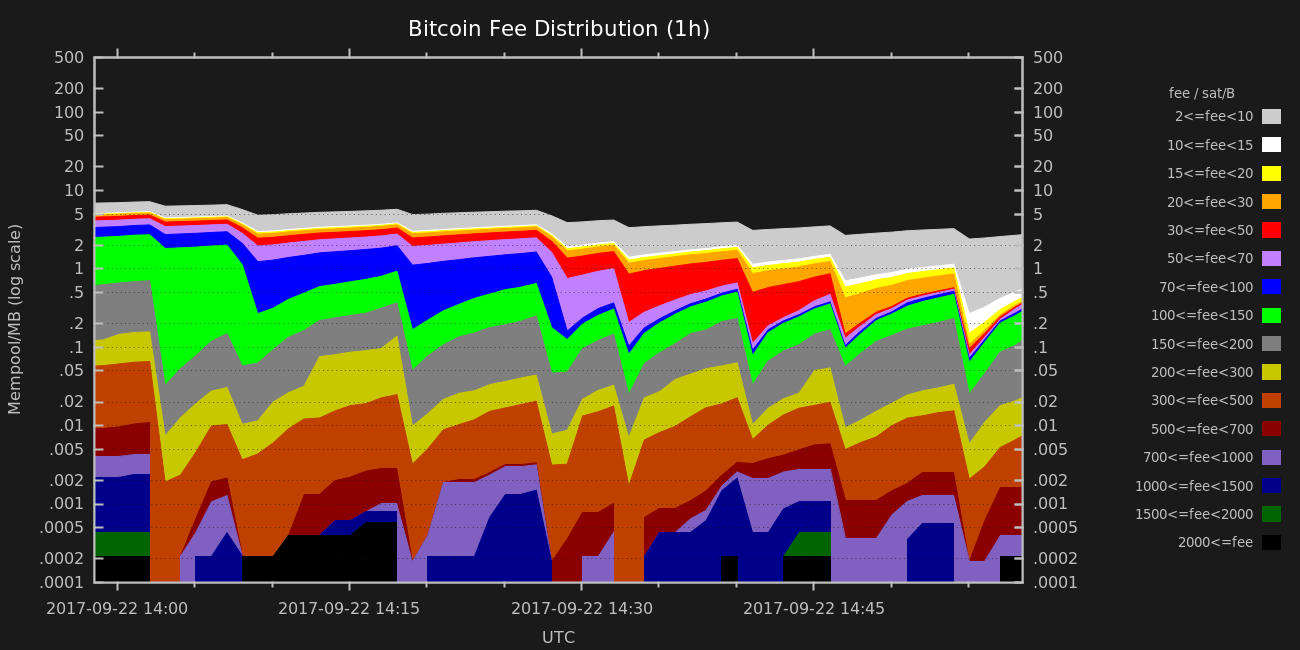 Bitcoin Fee Distribution (1h)
Mempool/MB (log scale)
500
200
100
50
20
10
5
2
1
.5
.2
.1
.05
.02
.01
.005
.002
.001
.0005
.0002
.0001
500
200
100
50
20
10
5
2
1
.5
.2
.1
.05
.02
.01
.005
.002
.001
.0005
.0002
.0001
2017-09-22 14:00
2017-09-22 14:15
2017-09-22 14:30
2017-09-22 14:45
UTC
fee / sat/B
2<=fee<10
10<=fee<15
15<=fee<20
20<=fee<30
30<=fee<50
50<=fee<70
70<=fee<100
100<=fee<150
150<=fee<200
200<=fee<300
300<=fee<500
500<=fee<700
700<=fee<1000
1000<=fee<1500
1500<=fee<2000
2000<=fee